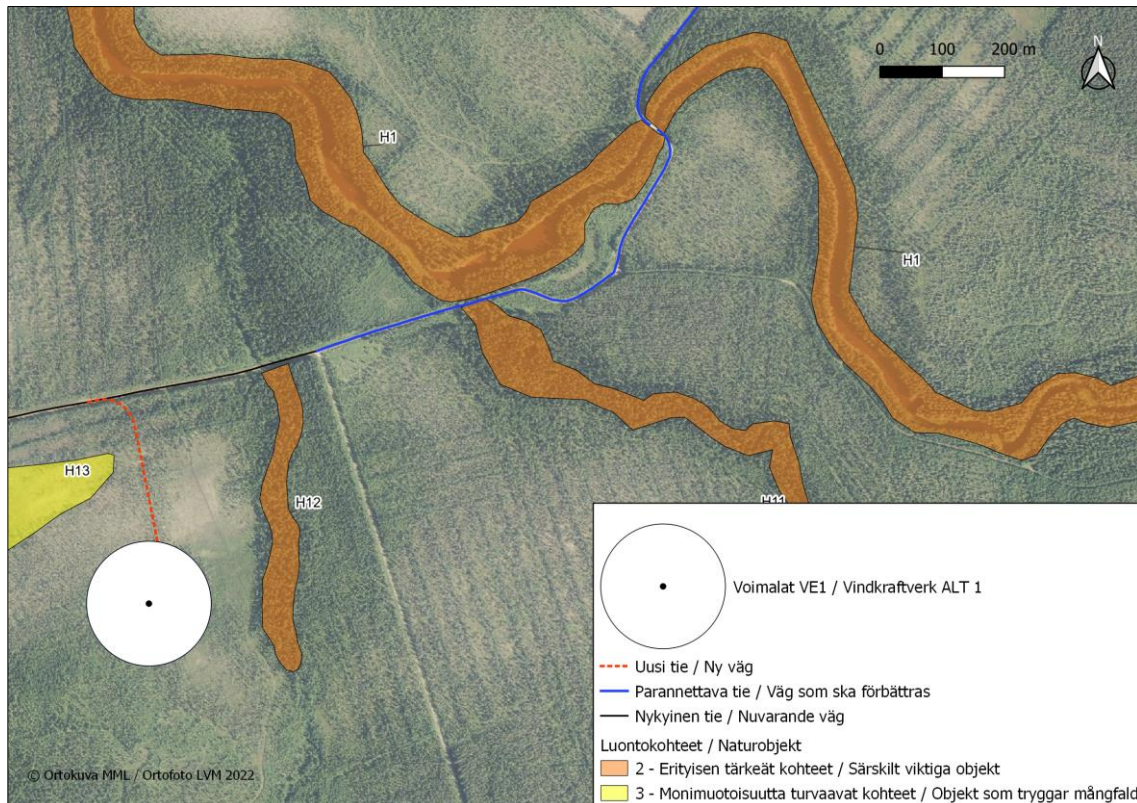 N
0 100 200 m
H1
H1
H13
H12
H11
Voimalat VE1 / Vindkraftverk ALT 1
Uusi tie / Ny väg
Parannettava tie / Väg som ska förbättras
Nykyinen tie / Nuvarande väg
Luontokohteet / Naturobjekt
2 - Erityisen tärkeät kohteet / Särskilt viktiga objekt
3 - Monimuotoisuutta turvaavat kohteet / Objekt som tryggar mångfald
© Ortokuva MML / Ortofoto LVM 2022